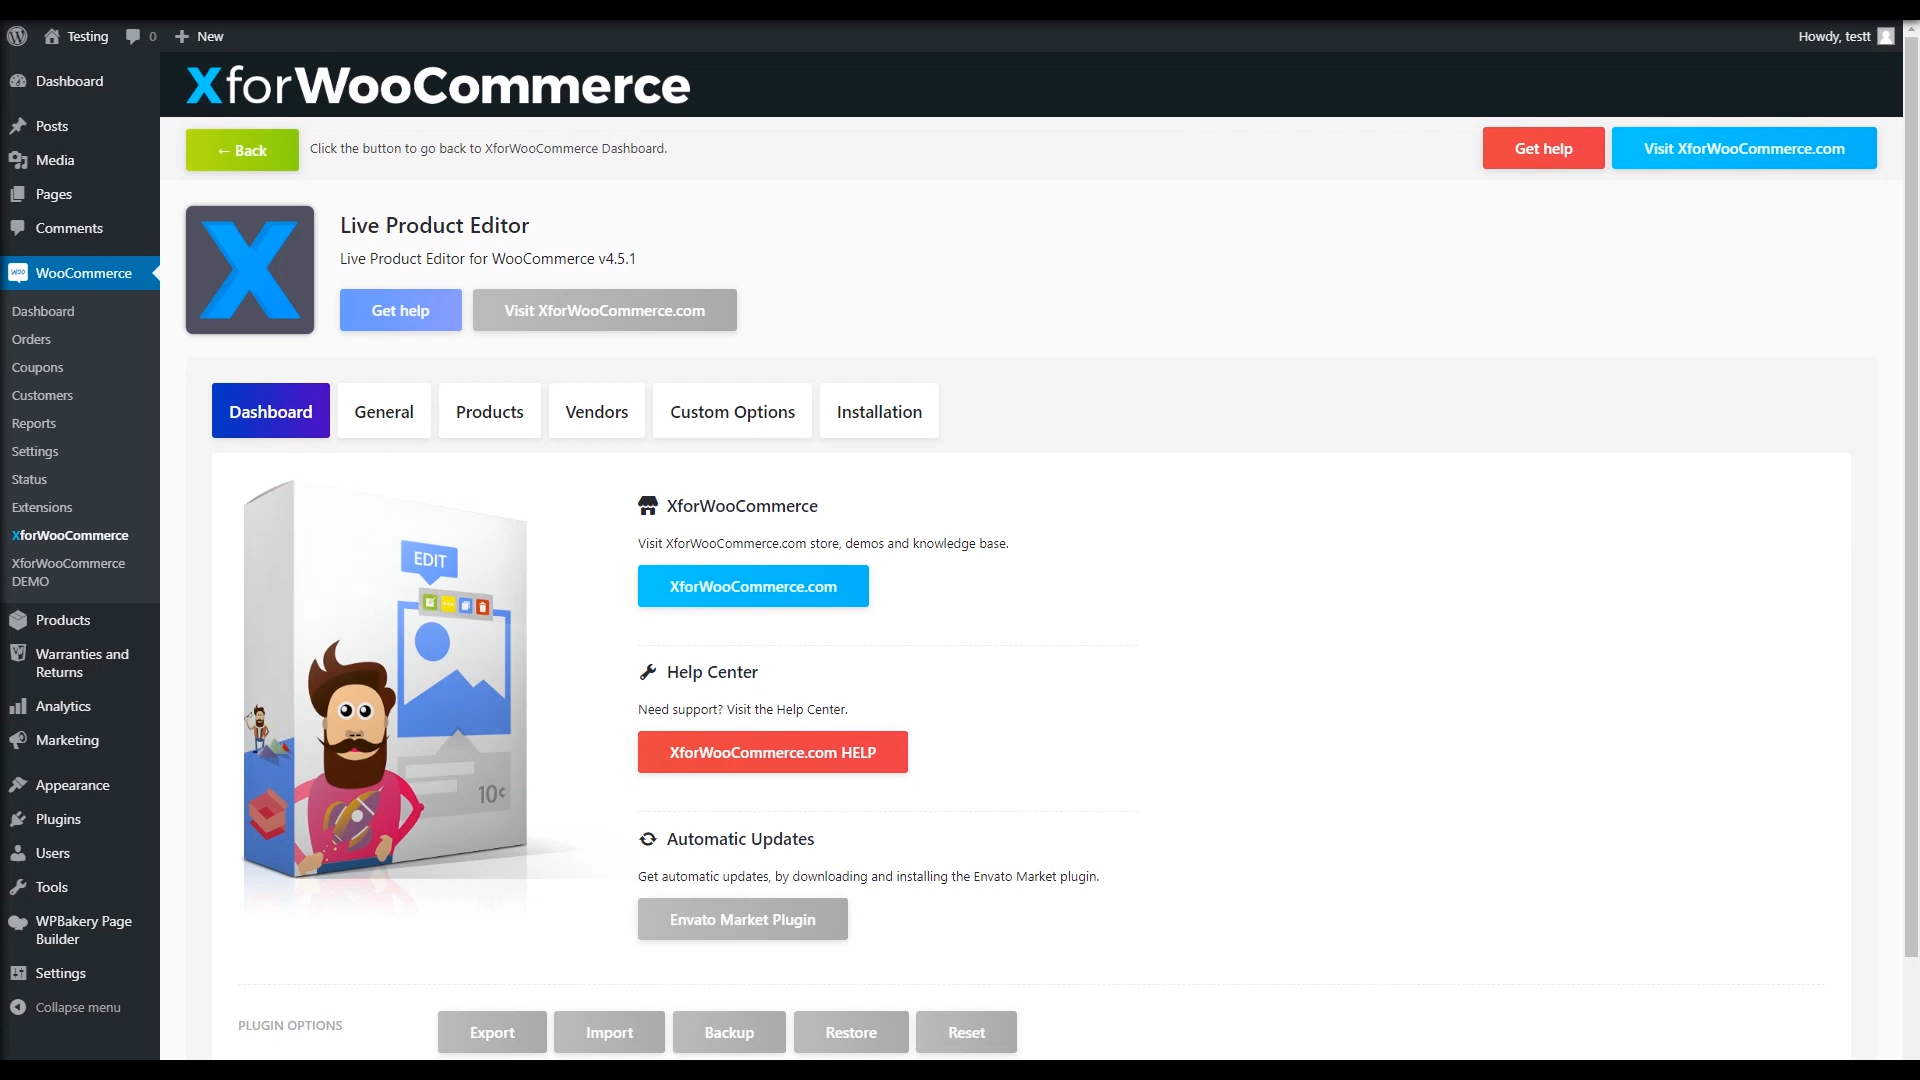 Testing
0
New
Howdy, testt
Dashboard
Posts
Media
Pages
Comments
WooCommerce
Dashboard
Orders
Coupons
Customers
Reports
Settings
Status
Extensions
XforWooCommerce
XforWooCommerce
DEMO
Products
Warranties and
Returns
Analytics
Marketing
Appearance
Plugins
Users
Tools
WPBakery Page
Builder
Settings
Collapse menu
XforWooCommerce
← Back
Click the button to go back to XforWooCommerce Dashboard.
Get help
Visit XforWooCommerce.com
X
Live Product Editor
Live Product Editor for WooCommerce v4.5.1
Get help
Visit XforWooCommerce.com
Dashboard
General
Products
Vendors
Custom Options
Installation
EDIT
10¢
XforWooCommerce
Visit XforWooCommerce.com store, demos and knowledge base.
XforWooCommerce.com
Help Center
Need support? Visit the Help Center.
XforWooCommerce.com HELP
Automatic Updates
Get automatic updates, by downloading and installing the Envato Market plugin.
Envato Market Plugin
PLUGIN OPTIONS
Export
Import
Backup
Restore
Reset